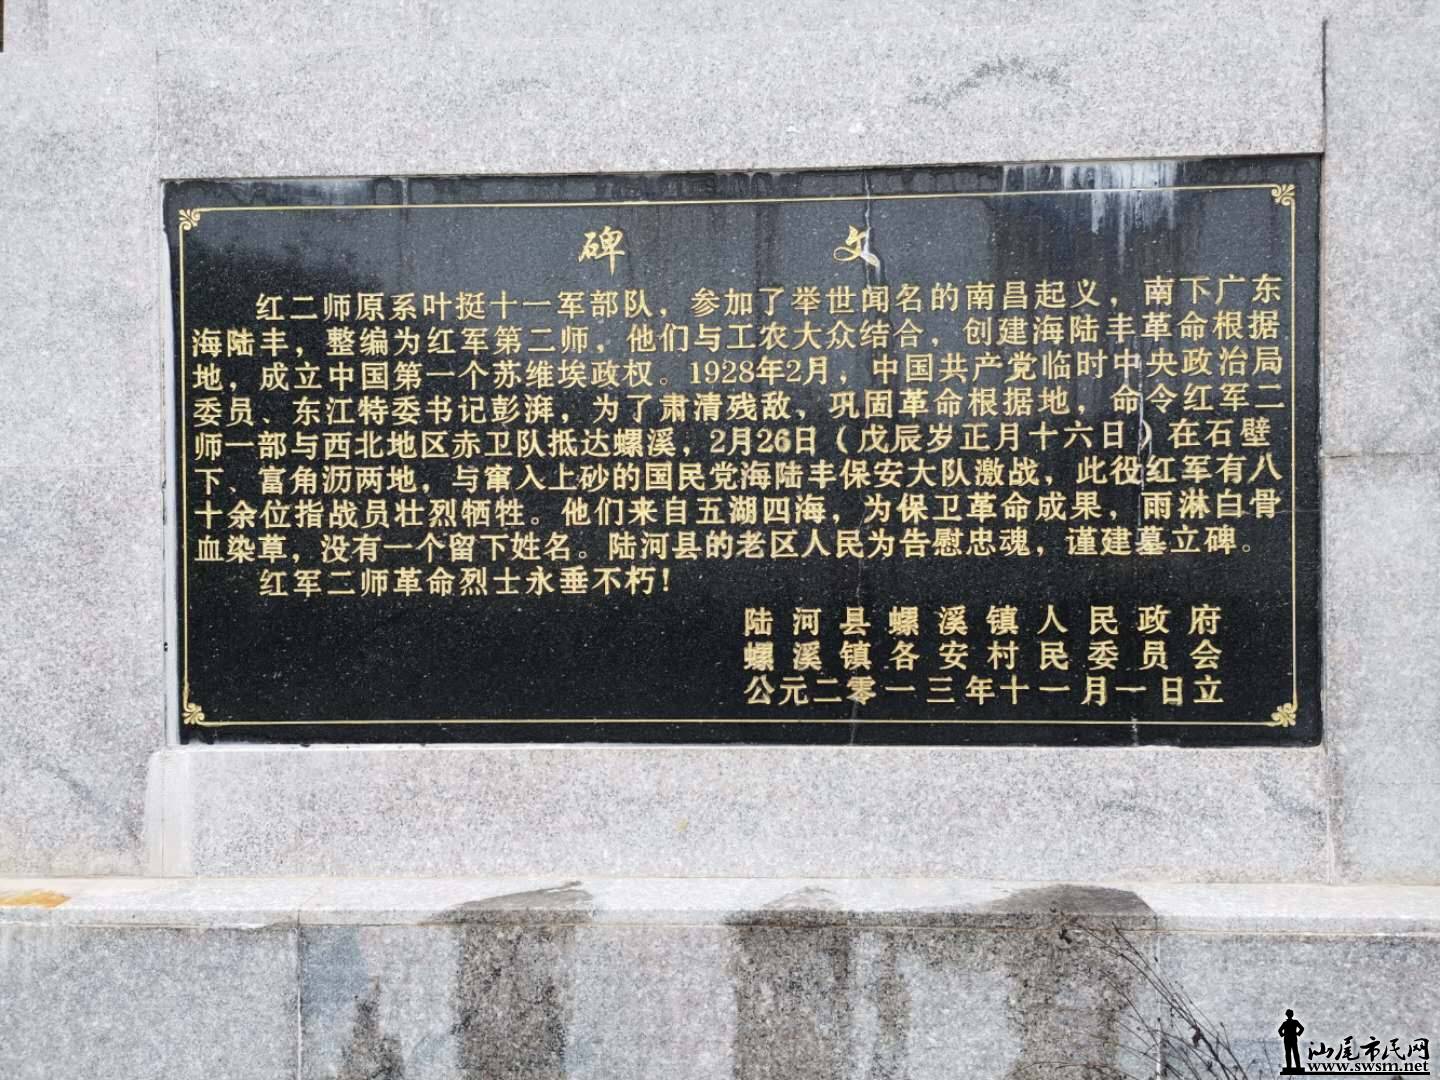 碑 文
红二师原系叶挺十一军部队，参加了举世闻名的南昌起义，南下广东
海陆丰，整编为红军第二师，他们与工农大众结合，创建海陆丰革命根据
地，成立中国第一个苏维埃政权。1928年2月，中国共产党临时中央政治局
委员、东江特委书记彭湃，为了肃清残敌、巩固革命根据地，命令红军二
师一部与西北地区赤卫队抵达螺溪，2月26日（戊辰岁正月十六日）在石壁
下、富角沥两地，与窜入上砂的国民党海陆丰保安大队激战，此役红军有八
十余位指战员壮烈牺牲。他们来自五湖四海，为保卫革命成果，雨淋白骨
血染草，没有一个留下姓名。陆河县的老区人民为告慰忠魂，谨建墓立碑。
红军二师革命烈士永垂不朽！
陆河县螺溪镇人民政府
螺溪镇各安村民委员会
公元二零一三年十一月一日立
汕尾市民网
www.swsm.net